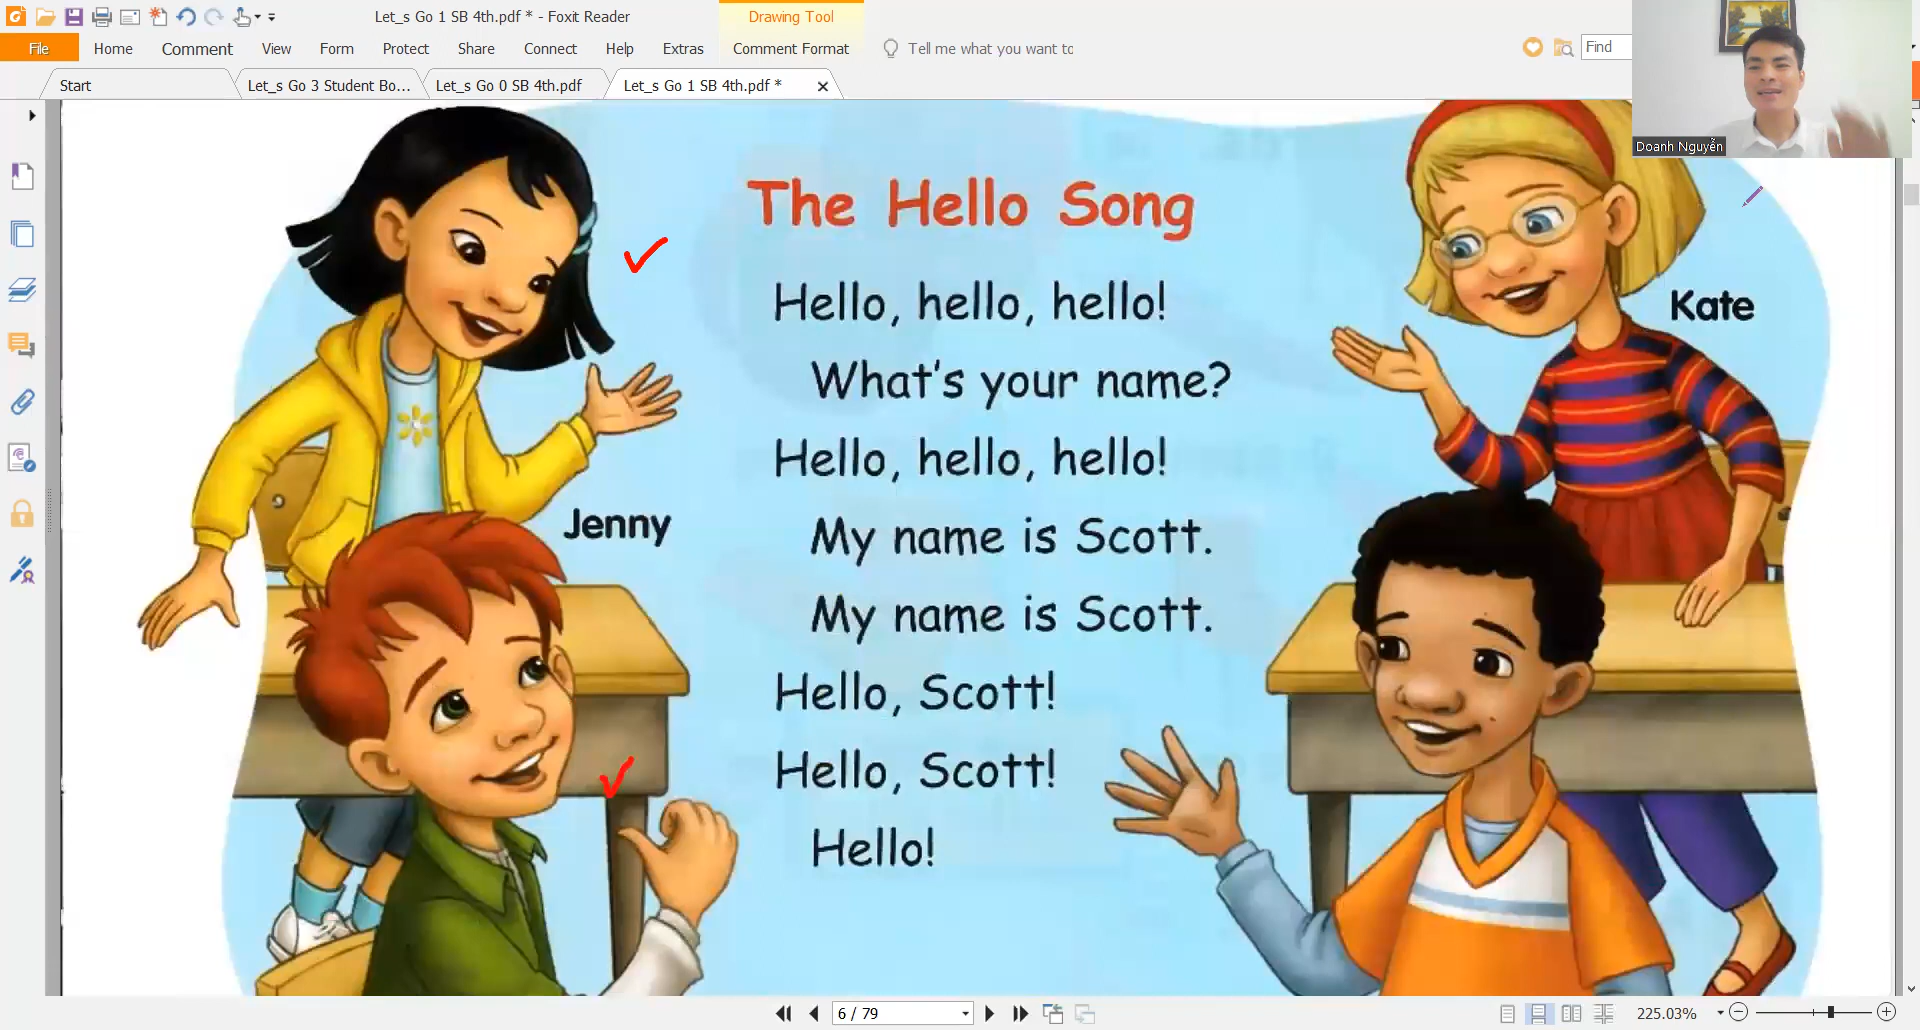 Let_s Go 1 SB 4th.pdf * - Foxit Reader
Drawing Tool
File Home Comment View Form Protect Share Connect Help Extras Comment Format Tell me what you want to Find
Start
Let_s Go 3 Student Bo...
Let_s Go 0 SB 4th.pdf
Let_s Go 1 SB 4th.pdf *
Doanh Nguyễn
The Hello Song
Hello, hello, hello!
What's your name?
Hello, hello, hello!
My name is Scott.
My name is Scott.
Hello, Scott!
Hello, Scott!
Hello!
Jenny
Kate
6 / 79
225.03%